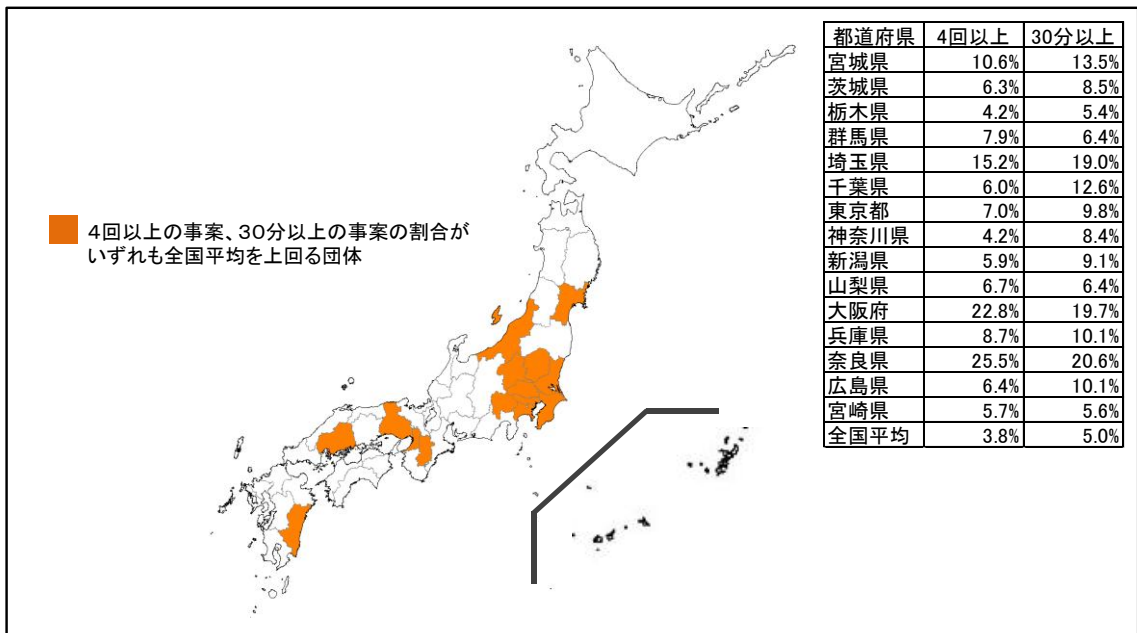 4回以上の事案、30分以上の事案の割合が
いずれも全国平均を上回る団体
都道府県 4回以上 30分以上
宮城県 10.6% 13.5%
茨城県 6.3% 8.5%
栃木県 4.2% 5.4%
群馬県 7.9% 6.4%
埼玉県 15.2% 19.0%
千葉県 6.0% 12.6%
東京都 7.0% 9.8%
神奈川県 4.2% 8.4%
新潟県 5.9% 9.1%
山梨県 6.7% 6.4%
大阪府 22.8% 19.7%
兵庫県 8.7% 10.1%
奈良県 25.5% 20.6%
広島県 6.4% 10.1%
宮崎県 5.7% 5.6%
全国平均 3.8% 5.0%